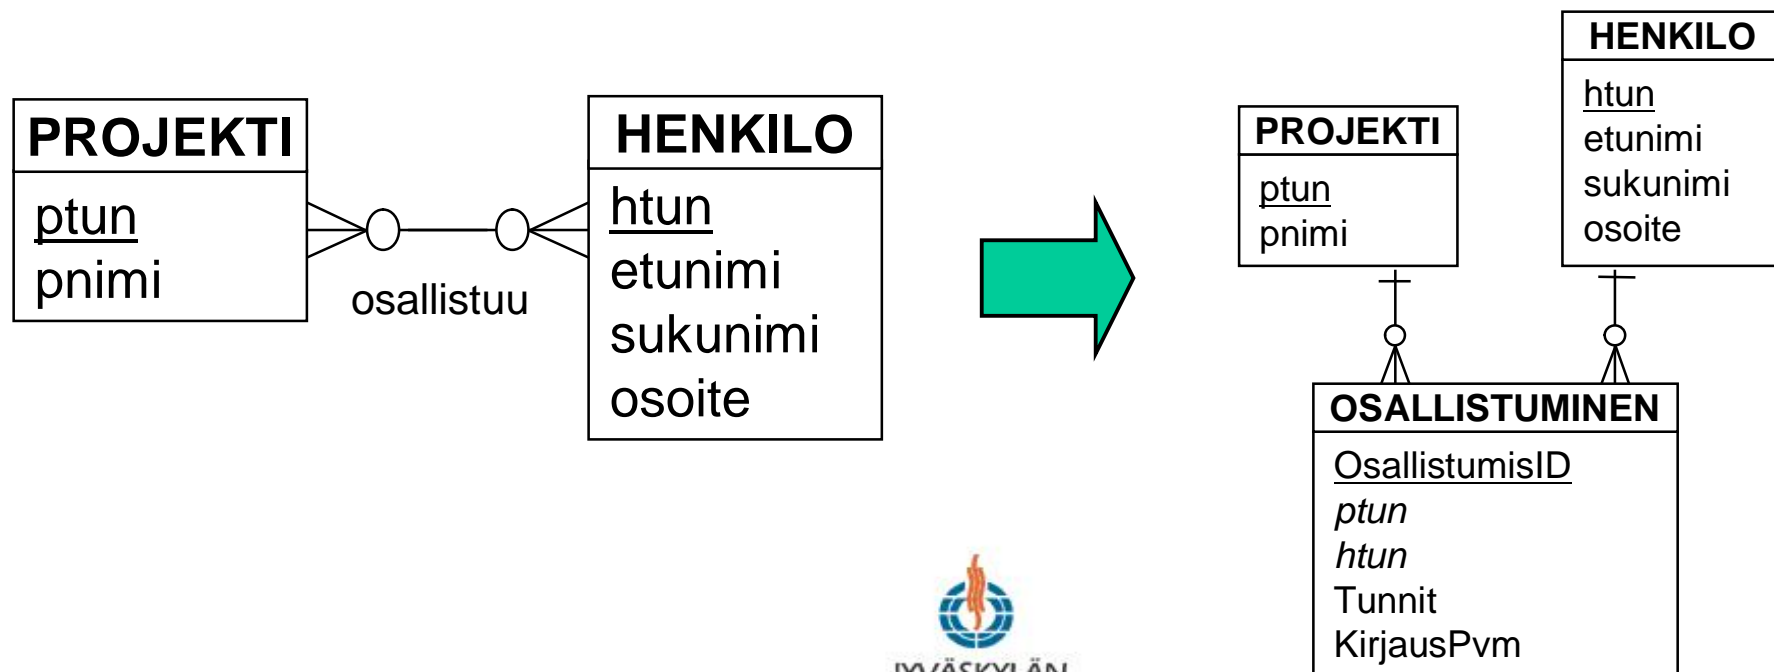 PROJEKTI
ptun
pnimi
osallistuu
HENKILO
htun
etunimi
sukunimi
osoite
PROJEKTI
ptun
pnimi
HENKILO
htun
etunimi
sukunimi
osoite
OSALLISTUMINEN
OsallistumisID
ptun
htun
Tunnit
KirjausPvm
JYVÄSKYLÄN